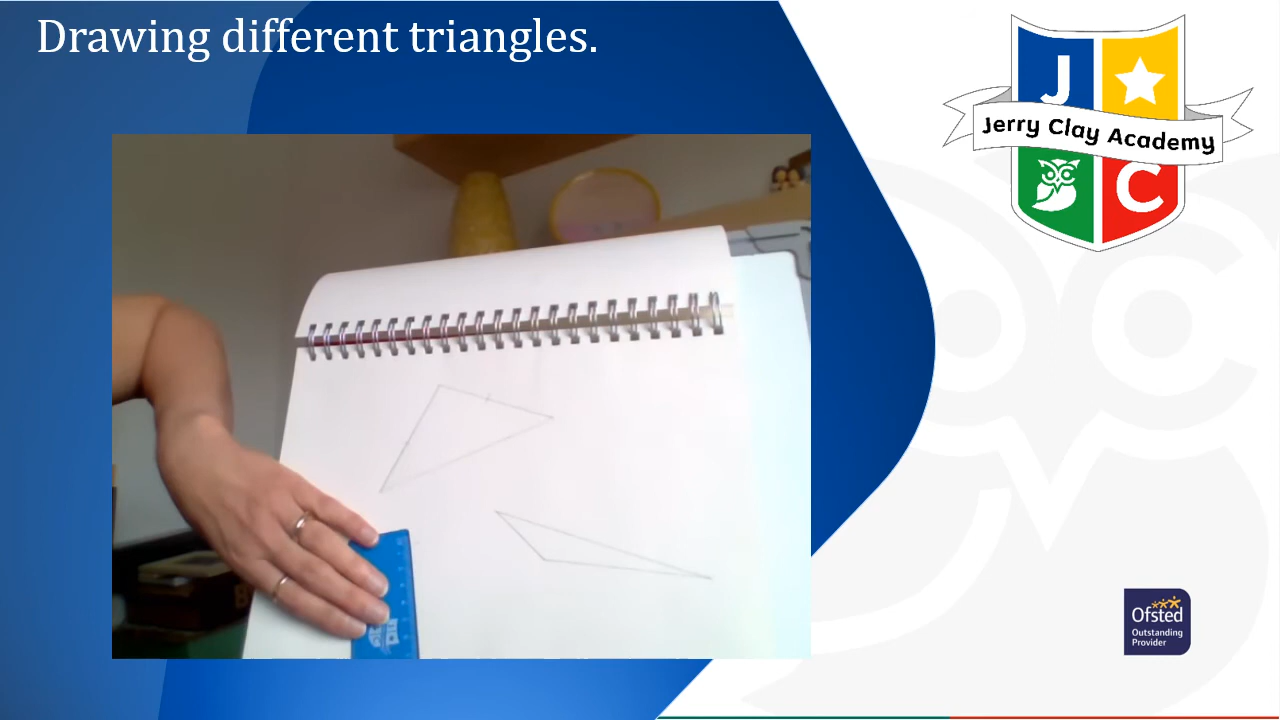 Drawing different triangles.
J
Jerry Clay Academy
C
Ofsted
Outstanding
Provider